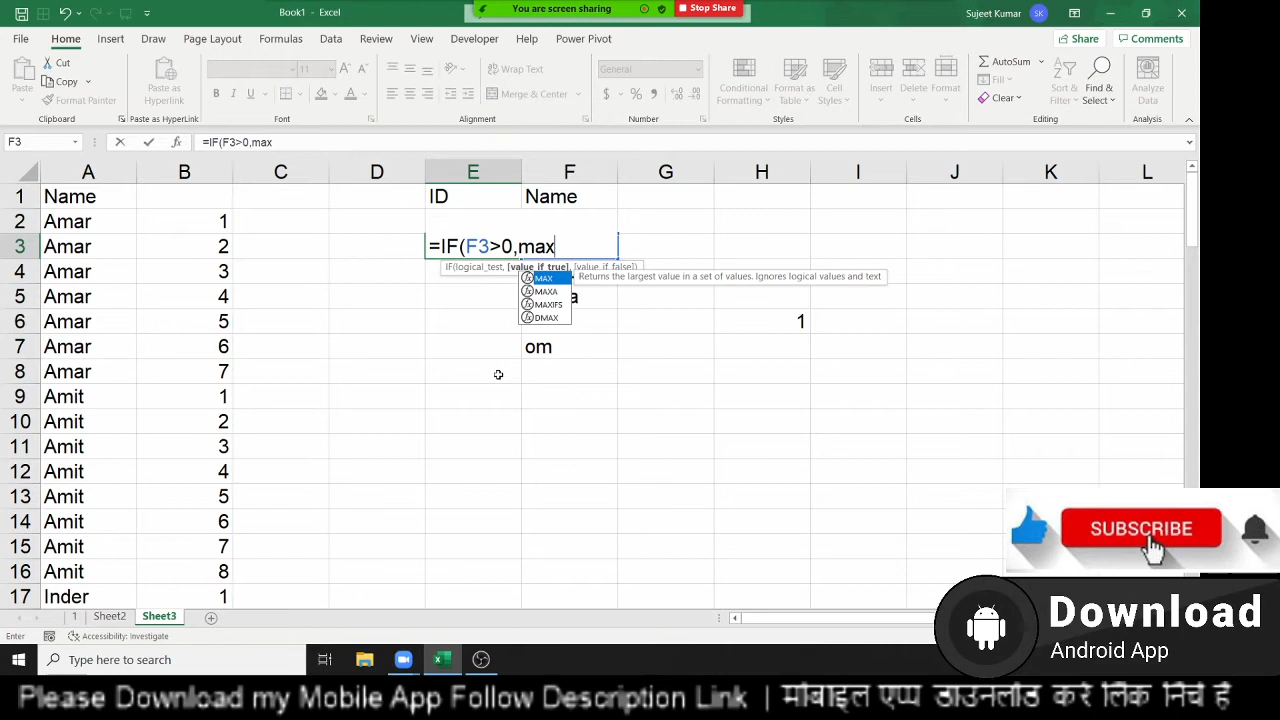 Book1 - Excel
You are screen sharing
Stop Share
Sujeet Kumar
SK
File
Home
Insert
Draw
Page Layout
Formulas
Data
Review
View
Developer
Help
Power Pivot
Share
Comments
Paste
Cut
Copy
Format Painter
Clipboard
Paste as
Hyperlink
Paste as Hyperlink
11
B I U
Font
Wrap Text
Merge & Center
Alignment
General
Number
Conditional
Formatting
Format as
Table
Cell
Styles
Styles
Insert
Delete
Format
Cells
AutoSum
Fill
Clear
Sort &
Filter
Find &
Select
Editing
Analyze
Data
Analysis
F3
=IF(F3>0,max
A B C D E F G H I J K L
1 Name ID Name
2 Amar 1
3 Amar 2 =IF(F3>0,max
IF(logical_test, [value_if_true], [value_if_false])
MAX
Returns the largest value in a set of values. Ignores logical values and text
MAXA
MAXIFS
DMAX
4 Amar 3
5 Amar 4 a
6 Amar 5 1
7 Amar 6 om
8 Amar 7
9 Amit 1
10 Amit 2
11 Amit 3
12 Amit 4
13 Amit 5
14 Amit 6
15 Amit 7
16 Amit 8
17 Inder 1
SUBSCRIBE
Download
Android App
1
Sheet2
Sheet3
Enter
Accessibility: Investigate
Type here to search
Please Download my Mobile App Follow Description Link | मोबाइल एप्प डाउनलोड करे लिंक निचे है